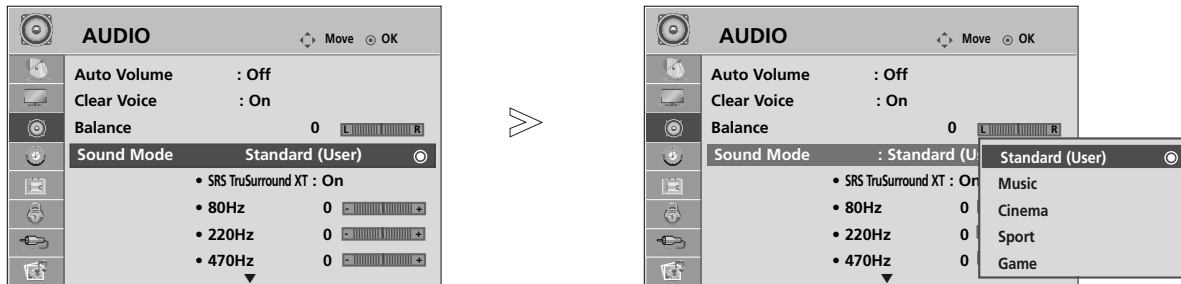 AUDIO Move OK
Auto Volume : Off
Clear Voice : On
Balance 0 L R
Sound Mode Standard (User)
• SRS TruSurround XT : On
• 80Hz 0 - +
• 220Hz 0 - +
• 470Hz 0 - +
AUDIO Move OK
Auto Volume : Off
Clear Voice : On
Balance 0 L R
Sound Mode : Standard (U
• SRS TruSurround XT : On
• 80Hz 0
• 220Hz 0
• 470Hz 0
Standard (User)
Music
Cinema
Sport
Game